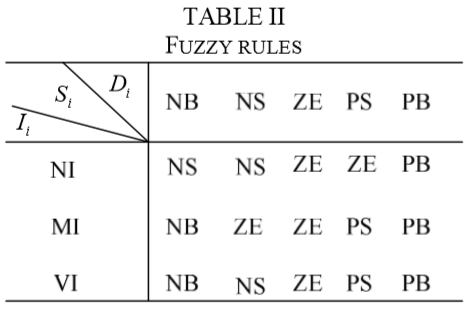 TABLE II
FUZZY RULES
Sᵢ Dᵢ NB NS ZE PS PB
Iᵢ
NI NS NS ZE ZE PB
MI NB ZE ZE PS PB
VI NB NS ZE PS PB